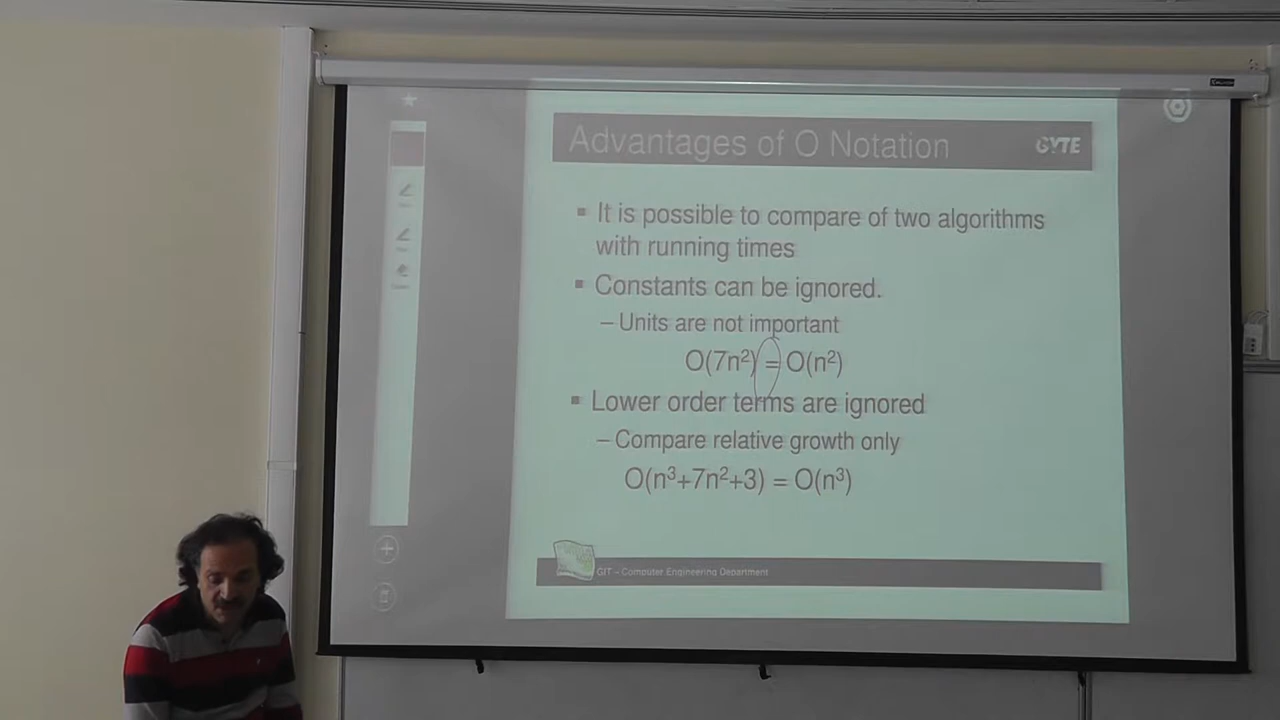 Advantages of O Notation
GYTE
▪ It is possible to compare of two algorithms
with running times
▪ Constants can be ignored.
– Units are not important
O(7n²) = O(n²)
▪ Lower order terms are ignored
– Compare relative growth only
O(n³+7n²+3) = O(n³)
GIT – Computer Engineering Department